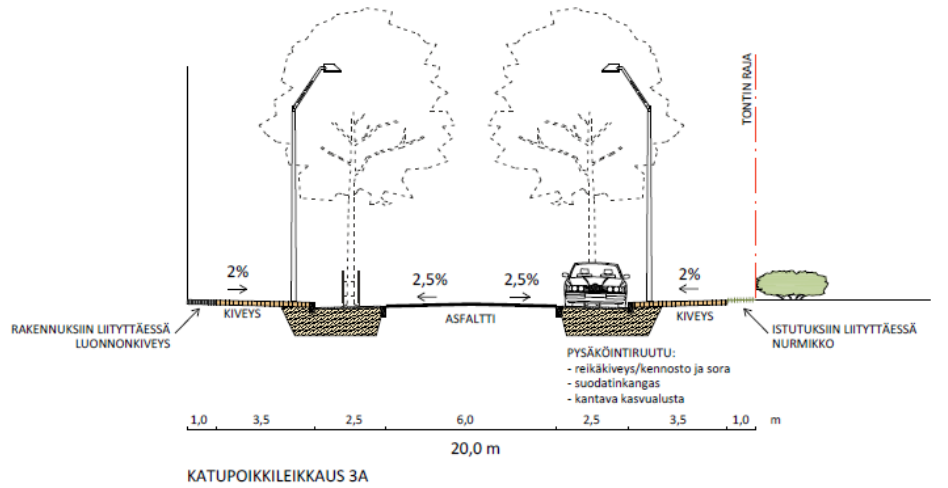 TONTIN RAJA
2%
2,5%
2,5%
2%
KIVEYS
ASFALTTI
KIVEYS
RAKENNUKSIIN LIITYTTÄESSÄ
LUONNONKIVEYS
ISTUTUKSIIN LIITYTTÄESSÄ
NURMIKKO
PYSÄKÖINTIRUUTU:
- reikäkiveys/kennosto ja sora
- suodatinkangas
- kantava kasvualusta
1,0 3,5 2,5 6,0 2,5 3,5 1,0 m
20,0 m
KATUPOIKKILEIKKAUS 3A